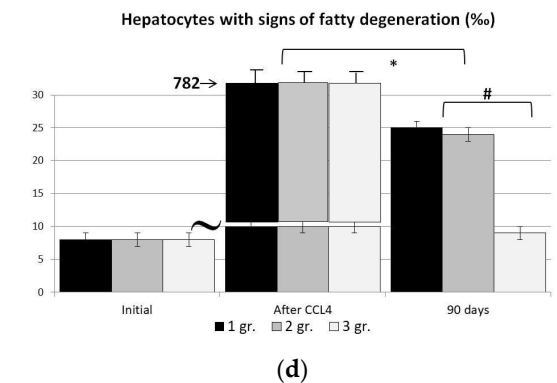 Hepatocytes with signs of fatty degeneration (‰)
*
782→
#
30
25
20
15
10
~
5
0
Initial
After CCL4
90 days
1 gr.
2 gr.
3 gr.
(d)